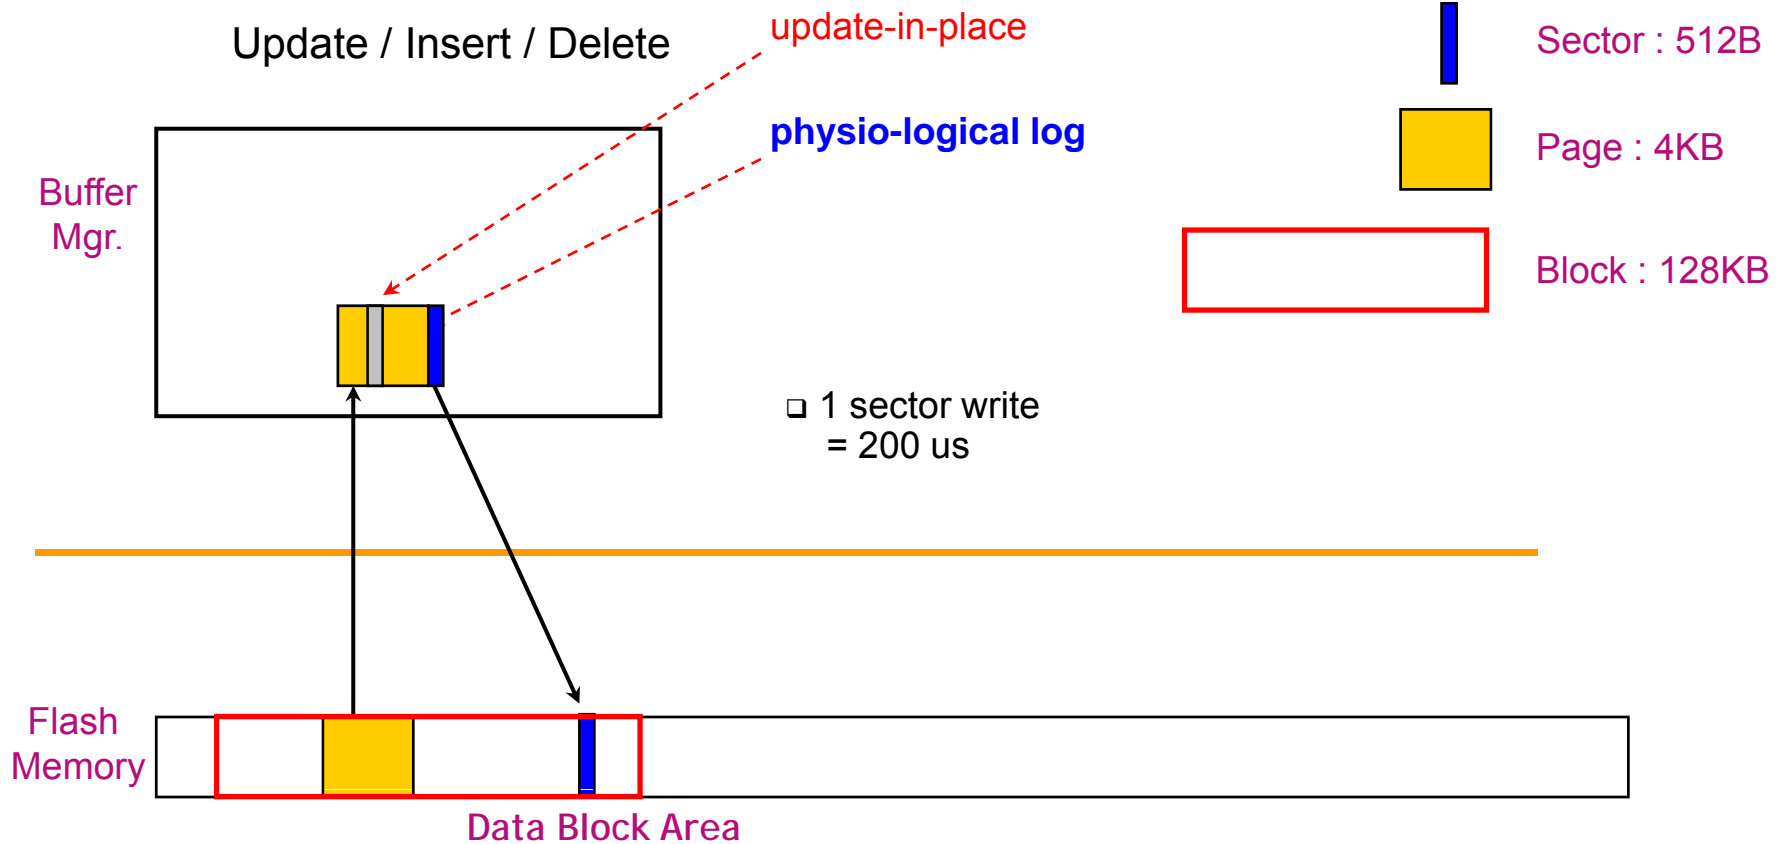 Update / Insert / Delete
update-in-place
physio-logical log
Sector : 512B
Page : 4KB
Block : 128KB
Buffer
Mgr.
❑ 1 sector write
= 200 us
Flash
Memory
Data Block Area